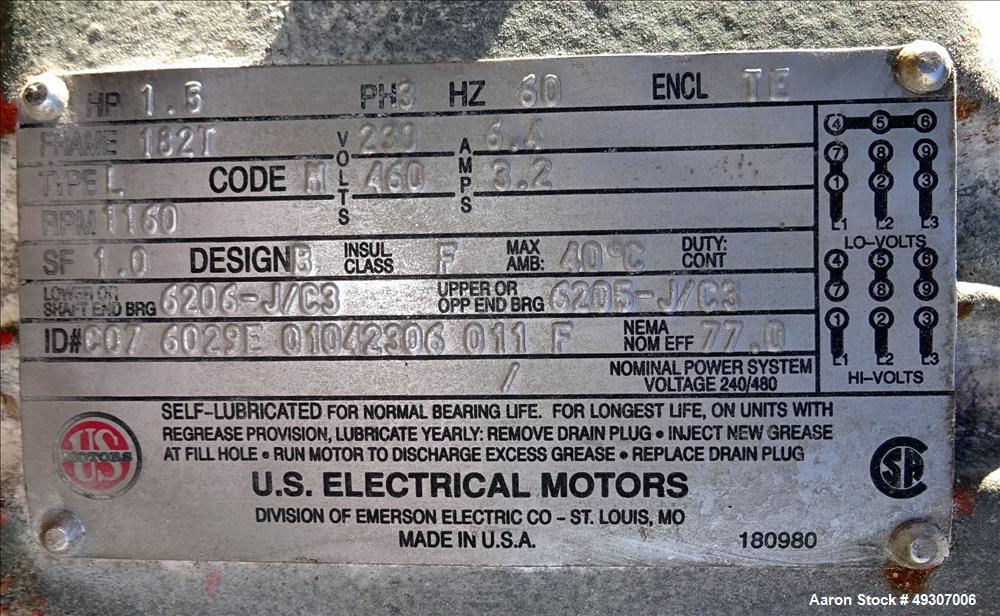 HP 1.5 PH 3 HZ 60 ENCL TE
FRAME 182T VOLTS 230 AMPS 6.4
TYPE L CODE 460 3.2
RPM 1160
SF 1.0 DESIGN B INSUL CLASS F MAX AMB: 40°C DUTY: CONT
LOWER OR SHAFT END BRG 6206-J/C3 UPPER OR OPP END BRG 6205-J/C3
ID# C07 6029E 01042306 011 F NEMA NOM EFF 77.0
/ NOMINAL POWER SYSTEM
VOLTAGE 240/480
4 5 6
7 8 9
1 2 3
L1 L2 L3
LO-VOLTS
4 5 6
7 8 9
1 2 3
L1 L2 L3
HI-VOLTS
US
MOTORS
SELF-LUBRICATED FOR NORMAL BEARING LIFE. FOR LONGEST LIFE, ON UNITS WITH
REGREASE PROVISION, LUBRICATE YEARLY: REMOVE DRAIN PLUG • INJECT NEW GREASE
AT FILL HOLE • RUN MOTOR TO DISCHARGE EXCESS GREASE • REPLACE DRAIN PLUG
U.S. ELECTRICAL MOTORS
DIVISION OF EMERSON ELECTRIC CO - ST. LOUIS, MO
MADE IN U.S.A.
180980
SA
Aaron Stock # 49307006